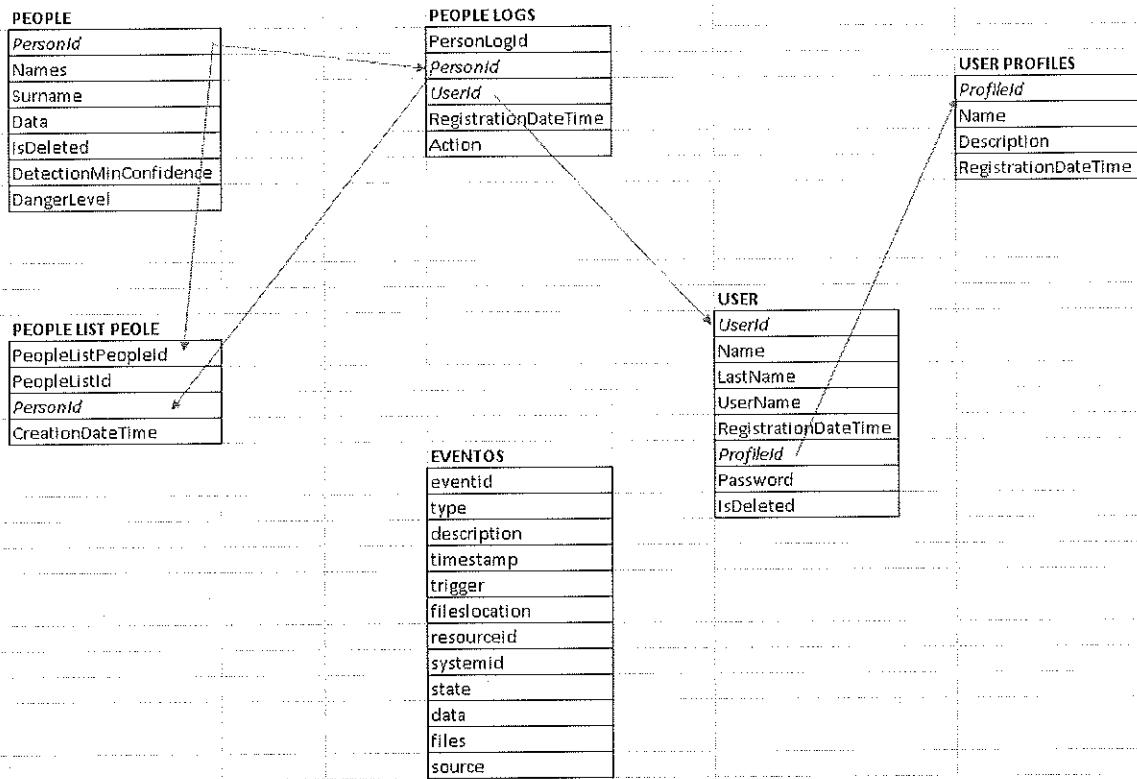 PEOPLE
PersonId
Names
Surname
Data
IsDeleted
DetectionMinConfidence
DangerLevel
PEOPLE LOGS
PersonLogId
PersonId
UserId
RegistrationDateTime
Action
USER PROFILES
ProfileId
Name
Description
RegistrationDateTime
PEOPLE LIST PEOLE
PeopleListPeopleId
PeopleListId
PersonId
CreationDateTime
USER
UserId
Name
LastName
UserName
RegistrationDateTime
ProfileId
Password
IsDeleted
EVENTOS
eventid
type
description
timestamp
trigger
fileslocation
resourceid
systemid
state
data
files
source